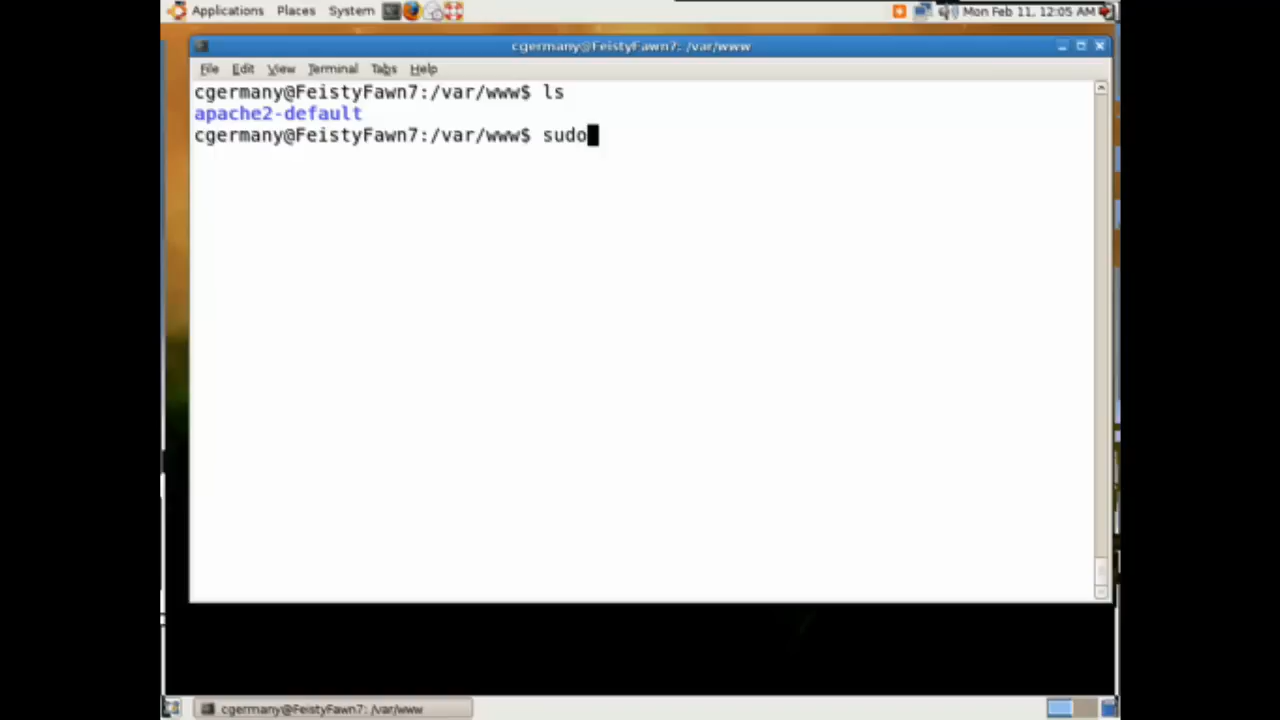 Applications Places System
Mon Feb 11, 12:05 AM
cgermany@FeistyFawn7: /var/www
File Edit View Terminal Tabs Help
cgermany@FeistyFawn7:/var/www$ ls
apache2-default
cgermany@FeistyFawn7:/var/www$ sudo
cgermany@FeistyFawn7: /var/www